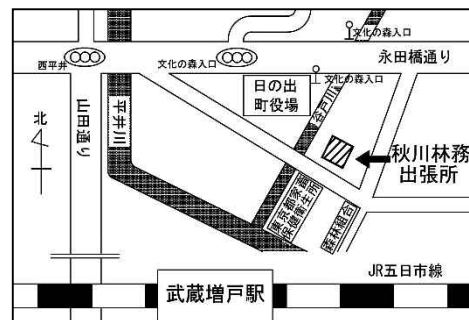 文化の森入口
西平井
文化の森入口
永田橋通り
文化の森入口
日の出
町役場
谷戸川
北
山田通り
平井川
秋川林務
出張所
東京都家畜
保健衛生所
森林組合
JR五日市線
武蔵増戸駅